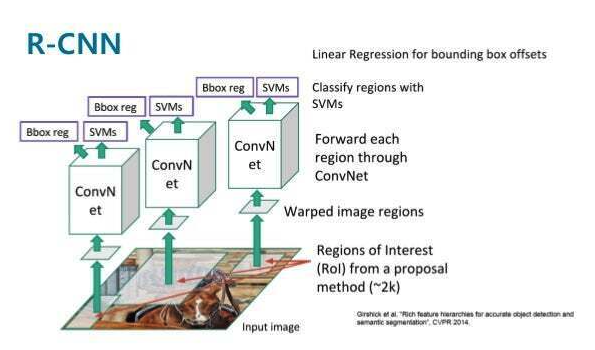 R-CNN
Linear Regression for bounding box offsets
Bbox reg SVMs
Classify regions with
SVMs
Bbox reg SVMs
Bbox reg SVMs
Forward each
region through
ConvNet
ConvN
et
ConvN
et
ConvN
et
Warped image regions
Regions of Interest
(RoI) from a proposal
method (~2k)
Input image
Girshick et al. "Rich feature hierarchies for accurate object detection and
semantic segmentation", CVPR 2014.